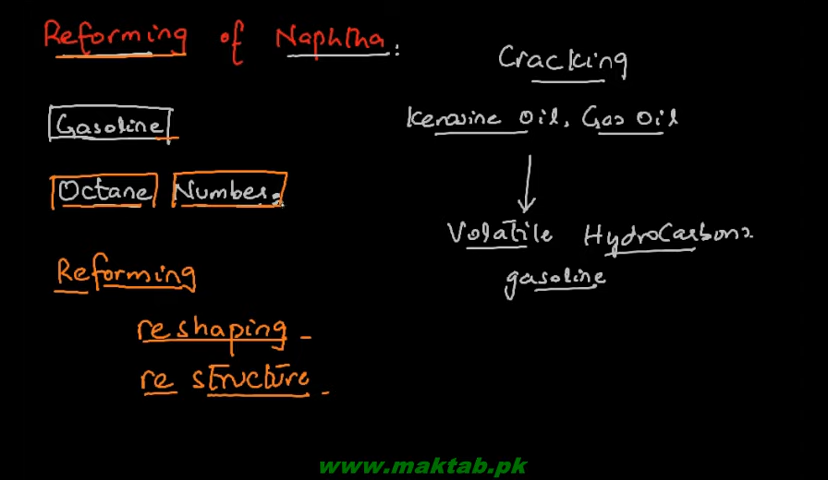 Reforming of Naphtha:
Gasoline
Octane Number:
Reforming
reshaping -
re structure -
Cracking
Kerosine Oil, Gas Oil
Volatile HydroCarbons
gasoline
www.maktab.pk